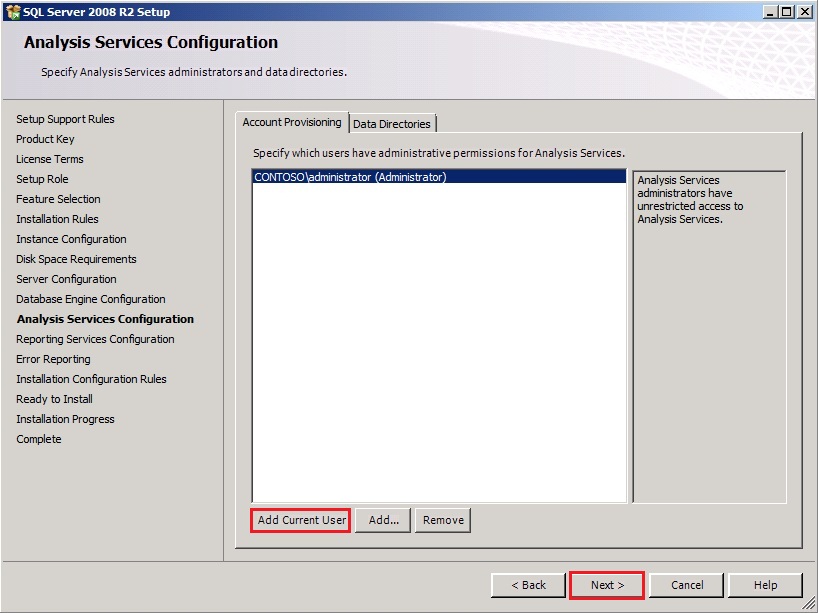 SQL Server 2008 R2 Setup
Analysis Services Configuration
Specify Analysis Services administrators and data directories.
Setup Support Rules
Product Key
License Terms
Setup Role
Feature Selection
Installation Rules
Instance Configuration
Disk Space Requirements
Server Configuration
Database Engine Configuration
Analysis Services Configuration
Reporting Services Configuration
Error Reporting
Installation Configuration Rules
Ready to Install
Installation Progress
Complete
Account Provisioning
Data Directories
Specify which users have administrative permissions for Analysis Services.
CONTOSO\administrator (Administrator)
Analysis Services
administrators have
unrestricted access to
Analysis Services.
Add Current User
Add...
Remove
< Back
Next >
Cancel
Help